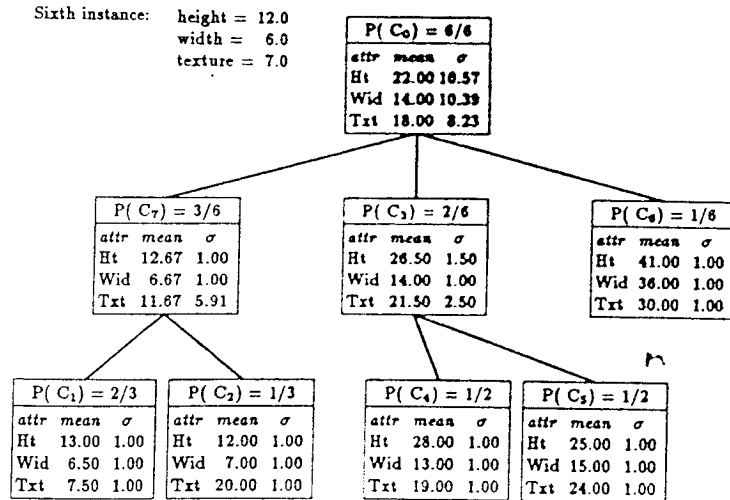 Sixth instance: height = 12.0
width = 6.0
texture = 7.0
P( C₀) = 6/6
attr mean σ
Ht 22.00 10.57
Wid 14.00 10.39
Txt 18.00 8.23
P( C₇) = 3/6
attr mean σ
Ht 12.67 1.00
Wid 6.67 1.00
Txt 11.67 5.91
P( C₃) = 2/6
attr mean σ
Ht 26.50 1.50
Wid 14.00 1.00
Txt 21.50 2.50
P( C₆) = 1/6
attr mean σ
Ht 41.00 1.00
Wid 36.00 1.00
Txt 30.00 1.00
P( C₁) = 2/3
attr mean σ
Ht 13.00 1.00
Wid 6.50 1.00
Txt 7.50 1.00
P( C₂) = 1/3
attr mean σ
Ht 12.00 1.00
Wid 7.00 1.00
Txt 20.00 1.00
P( C₄) = 1/2
attr mean σ
Ht 28.00 1.00
Wid 13.00 1.00
Txt 19.00 1.00
P( C₅) = 1/2
attr mean σ
Ht 25.00 1.00
Wid 15.00 1.00
Txt 24.00 1.00